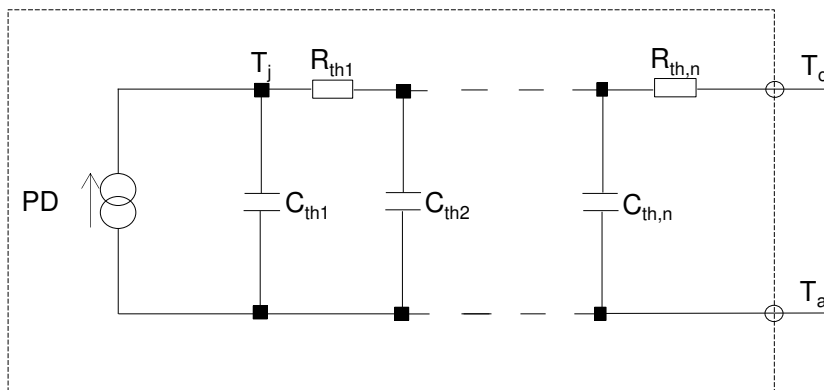 T_j
R_th1
R_th,n
T_c
PD
C_th1
C_th2
C_th,n
T_a